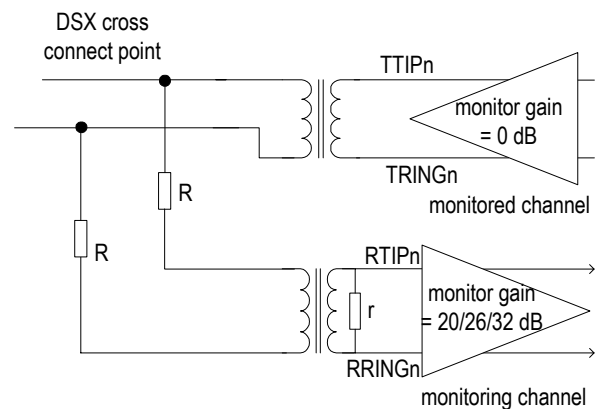 DSX cross
connect point
TTIPn
monitor gain
= 0 dB
TRINGn
monitored channel
R
R
RTIPn
monitor gain
= 20/26/32 dB
r
RRINGn
monitoring channel